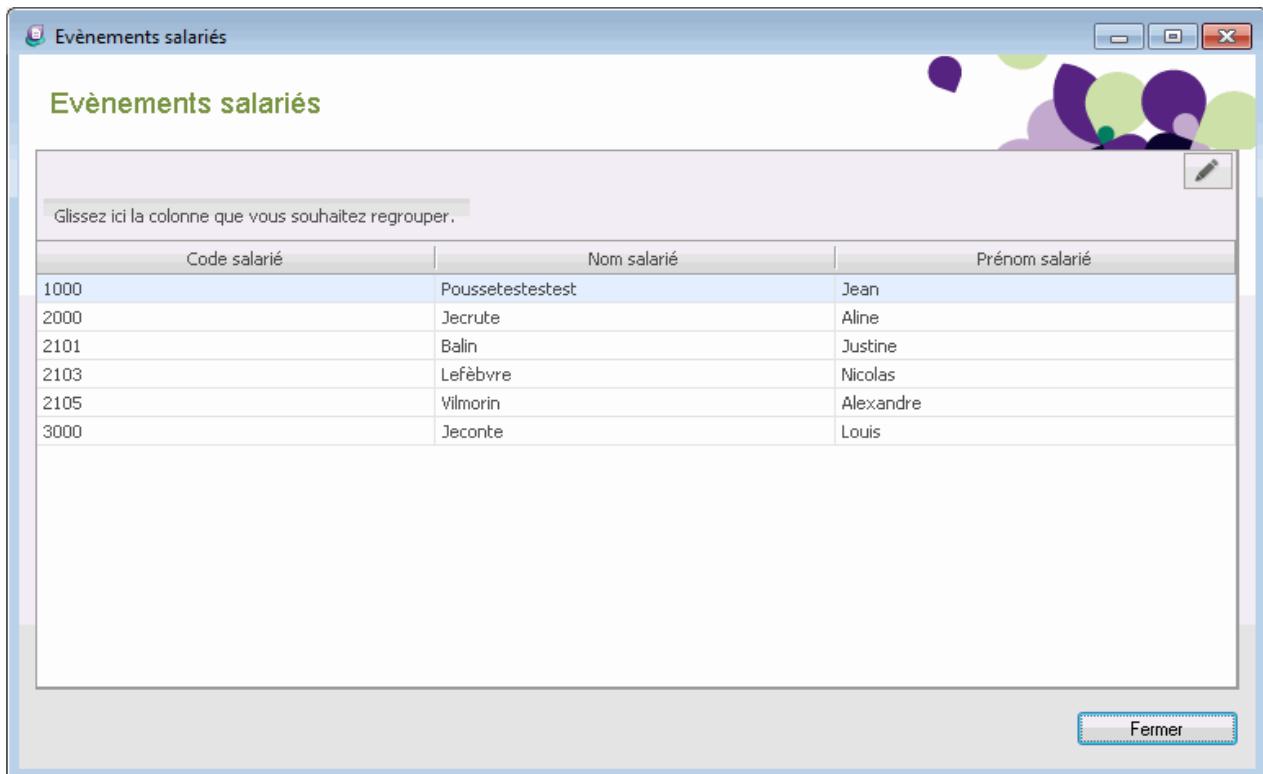 Evènements salariés
Evènements salariés
Glissez ici la colonne que vous souhaitez regrouper.
Code salarié Nom salarié Prénom salarié
1000 Poussetestestest Jean
2000 Jecrute Aline
2101 Balin Justine
2103 Lefèbvre Nicolas
2105 Vilmorin Alexandre
3000 Jeconte Louis
Fermer